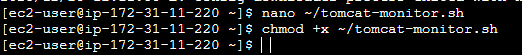 [ec2-user@ip-172-31-11-220 ~]$ nano ~/tomcat-monitor.sh
[ec2-user@ip-172-31-11-220 ~]$ chmod +x ~/tomcat-monitor.sh
[ec2-user@ip-172-31-11-220 ~]$